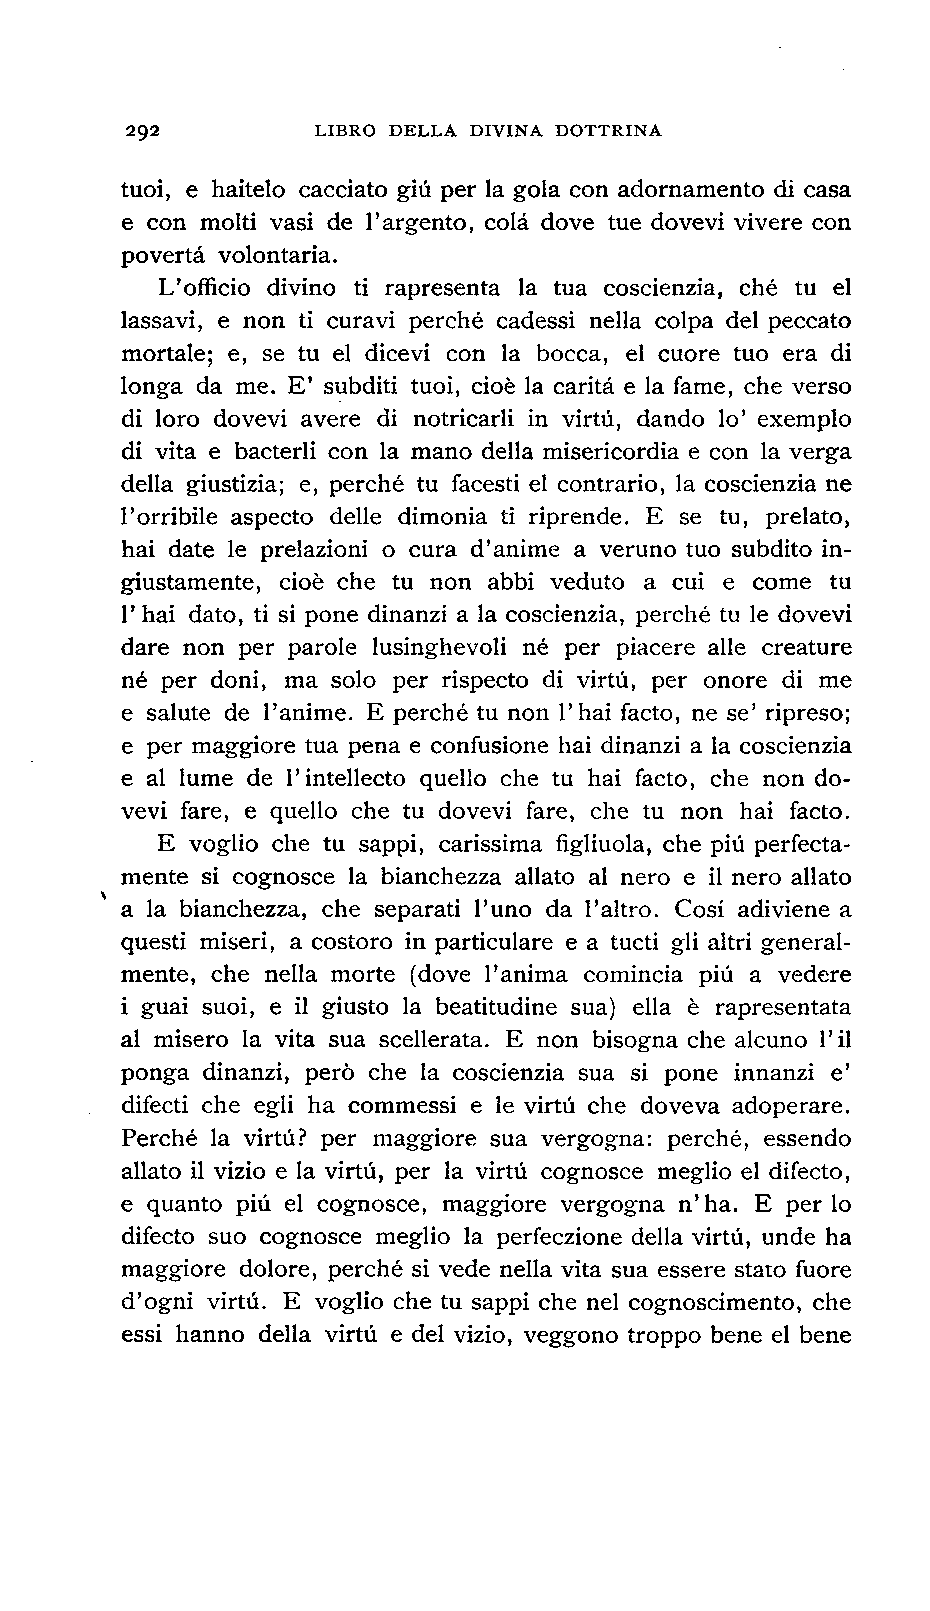 292 LIBRO DELLA DIVINA DOTTRINA
tuoi, e haitelo cacciato giú per la gola con adornamento di casa
e con molti vasi de l'argento, colá dove tue dovevi vivere con
povertá volontaria.
L'officio divino ti rapresenta la tua coscienzia, ché tu el
lassavi, e non ti curavi perché cadessi nella colpa del peccato
mortale; e, se tu el dicevi con la bocca, el cuore tuo era di
longa da me. E' subditi tuoi, cioè la caritá e la fame, che verso
di loro dovevi avere di notricarli in virtú, dando lo' exemplo
di vita e bacterli con la mano della misericordia e con la verga
della giustizia; e, perché tu facesti el contrario, la coscienzia ne
l'orribile aspecto delle dimonia ti riprende. E se tu, prelato,
hai date le prelazioni o cura d'anime a veruno tuo subdito in-
giustamente, cioè che tu non abbi veduto a cui e come tu
l'hai dato, ti si pone dinanzi a la coscienzia, perché tu le dovevi
dare non per parole lusinghevoli né per piacere alle creature
né per doni, ma solo per rispecto di virtú, per onore di me
e salute de l'anime. E perché tu non l'hai facto, ne se' ripreso;
e per maggiore tua pena e confusione hai dinanzi a la coscienzia
e al lume de l'intellecto quello che tu hai facto, che non do-
vevi fare, e quello che tu dovevi fare, che tu non hai facto.
E voglio che tu sappi, carissima figliuola, che piú perfecta-
mente si cognosce la bianchezza allato al nero e il nero allato
a la bianchezza, che separati l'uno da l'altro. Cosí adiviene a
questi miseri, a costoro in particulare e a tucti gli altri general-
mente, che nella morte (dove l'anima comincia piú a vedere
i guai suoi, e il giusto la beatitudine sua) ella è rapresentata
al misero la vita sua scellerata. E non bisogna che alcuno l'il
ponga dinanzi, però che la coscienzia sua si pone innanzi e'
difecti che egli ha commessi e le virtú che doveva adoperare.
Perché la virtú? per maggiore sua vergogna: perché, essendo
allato il vizio e la virtú, per la virtú cognosce meglio el difecto,
e quanto piú el cognosce, maggiore vergogna n'ha. E per lo
difecto suo cognosce meglio la perfeczione della virtú, unde ha
maggiore dolore, perché si vede nella vita sua essere stato fuore
d'ogni virtú. E voglio che tu sappi che nel cognoscimento, che
essi hanno della virtú e del vizio, veggono troppo bene el bene